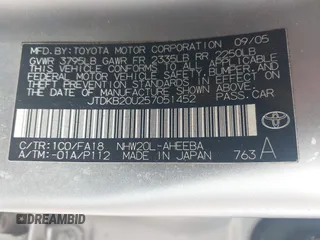 MFD. BY: TOYOTA MOTOR CORPORATION 09/05
GVWR 3795LB GAWR FR 2335LB RR 2250LB
THIS VEHICLE CONFORMS TO ALL APPLICABLE
FEDERAL MOTOR VEHICLE SAFETY, BUMPER, AND
THEFT PREVENTION STANDARDS IN EFFECT ON
THE DATE OF MANUFACTURE SHOWN ABOVE.
JTDKB20U257051452 PASS.CAR
C/TR:1C0/FA18 NHW20L-AHEEBA
A/TM:-01A/P112 MADE IN JAPAN 763 A
TOYOTA
© AUTOBIDMASTER